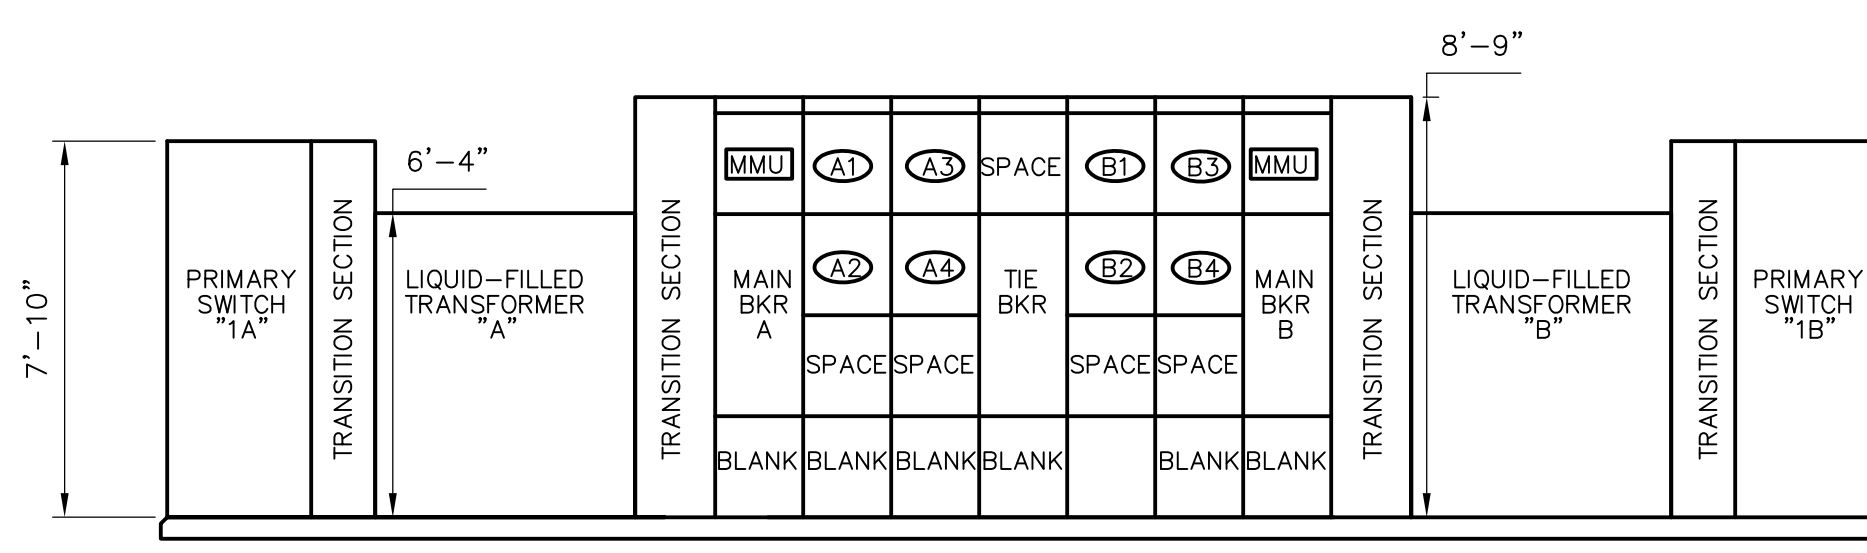 8'-9"
6'-4"
7'-10"
PRIMARY
SWITCH
"1A"
TRANSITION SECTION
LIQUID-FILLED
TRANSFORMER
"A"
TRANSITION SECTION
MMU
A1
A3
SPACE
B1
B3
MMU
MAIN
BKR
A
A2
A4
TIE
BKR
B2
B4
MAIN
BKR
B
SPACE
SPACE
SPACE
SPACE
BLANK
BLANK
BLANK
BLANK
BLANK
BLANK
TRANSITION SECTION
LIQUID-FILLED
TRANSFORMER
"B"
TRANSITION SECTION
PRIMARY
SWITCH
"1B"